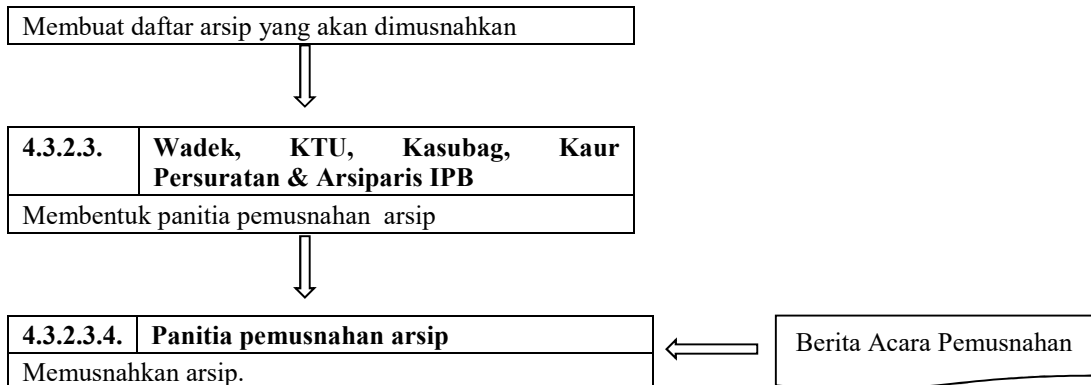 Membuat daftar arsip yang akan dimusnahkan
4.3.2.3. Wadek, KTU, Kasubag, Kaur
Persuratan & Arsiparis IPB
Membentuk panitia pemusnahan arsip
4.3.2.3.4. Panitia pemusnahan arsip
Berita Acara Pemusnahan
Memusnahkan arsip.